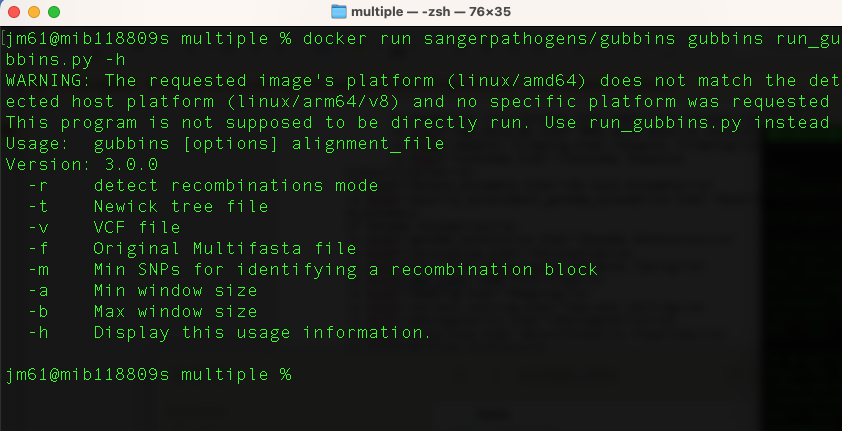 multiple — -zsh — 76×35
[jm61@mib118809s multiple % docker run sangerpathogens/gubbins gubbins run_gu
bbins.py -h
WARNING: The requested image's platform (linux/amd64) does not match the det
ected host platform (linux/arm64/v8) and no specific platform was requested
This program is not supposed to be directly run. Use run_gubbins.py instead
Usage:  gubbins [options] alignment_file
Version: 3.0.0
  -r    detect recombinations mode
  -t    Newick tree file
  -v    VCF file
  -f    Original Multifasta file
  -m    Min SNPs for identifying a recombination block
  -a    Min window size
  -b    Max window size
  -h    Display this usage information.
jm61@mib118809s multiple %